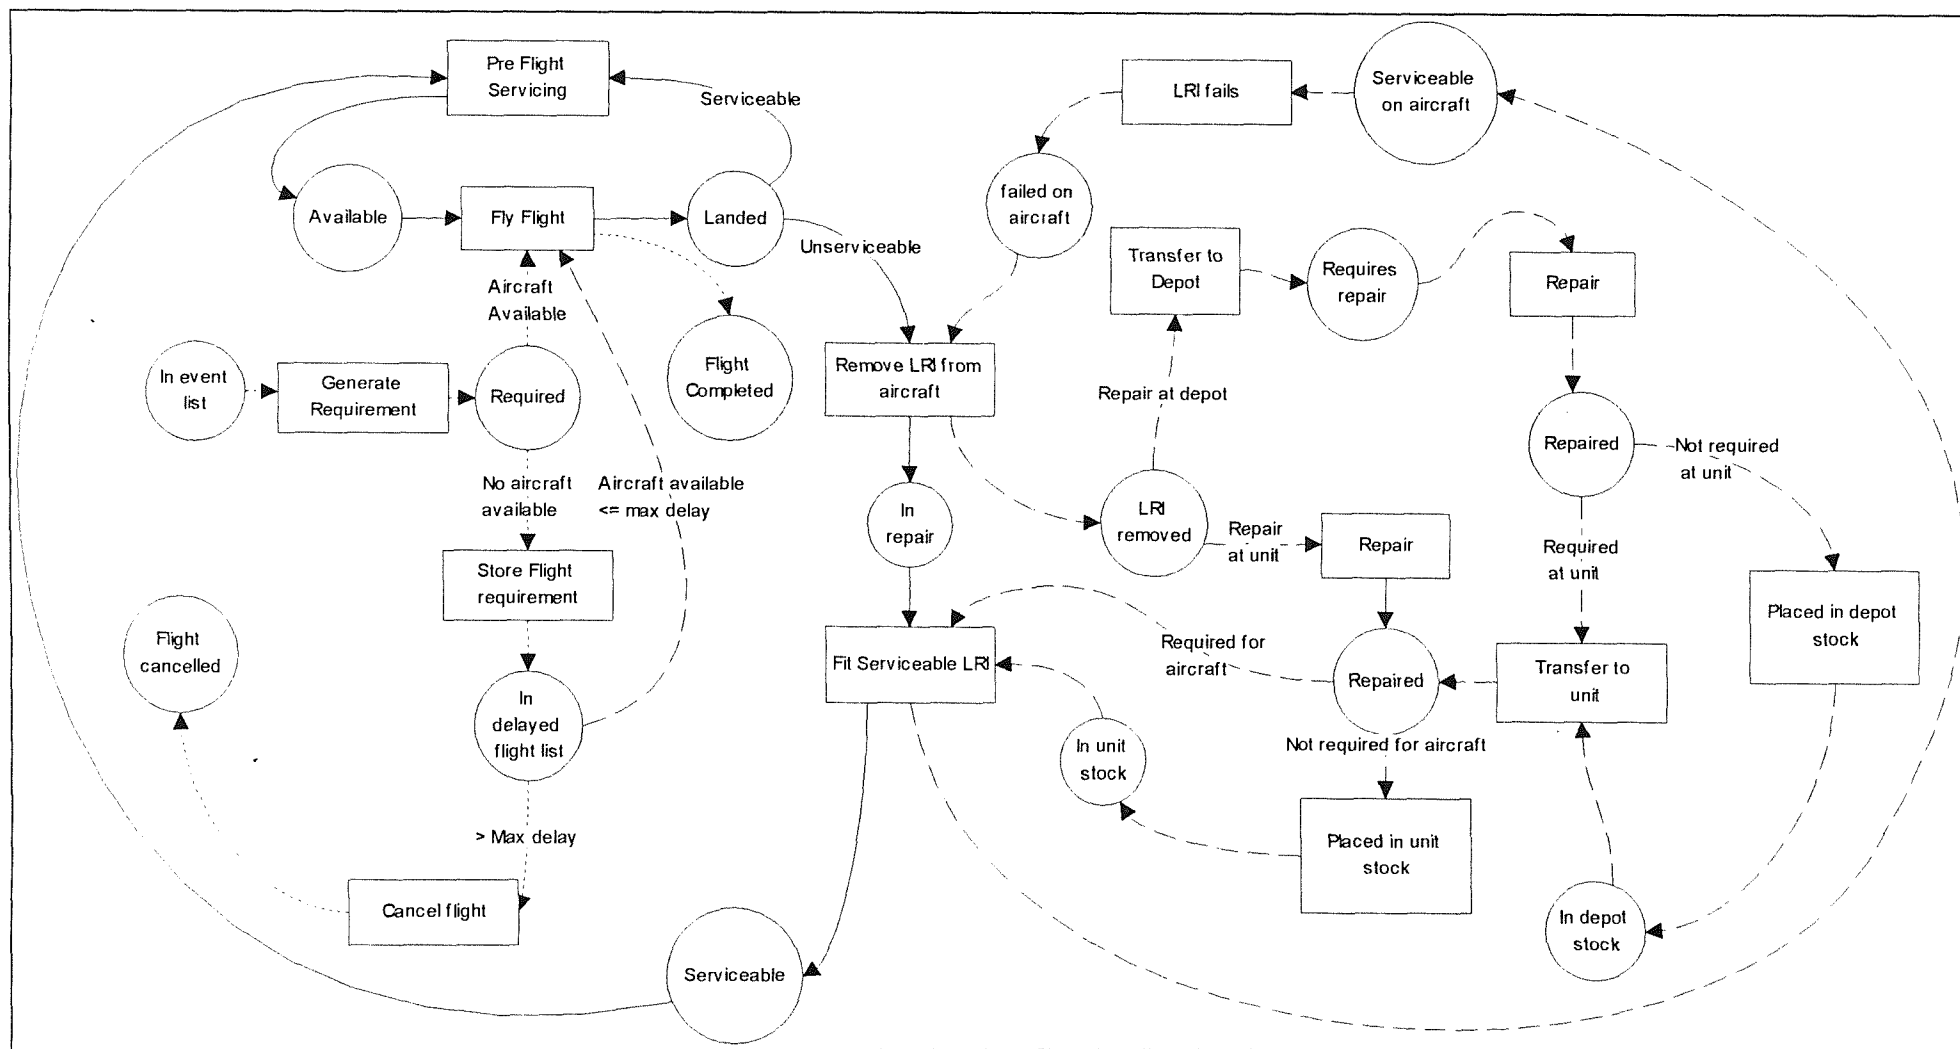 Pre Flight
Servicing
Serviceable
Available
Fly Flight
Landed
Unserviceable
Aircraft
Available
Flight
Completed
In event
list
Generate
Requirement
Required
No aircraft
available
Aircraft available
<= max delay
Store Flight
requirement
Flight
cancelled
In
delayed
flight list
> Max delay
Cancel flight
Serviceable
LRI fails
Serviceable
on aircraft
failed on
aircraft
Transfer to
Depot
Requires
repair
Repair
Remove LRI from
aircraft
Repair at depot
Repaired
Not required
at unit
In
repair
LRI
removed
Repair
at unit
Repair
Required
at unit
Placed in depot
stock
Fit Serviceable LRI
Required for
aircraft
Repaired
Transfer to
unit
In unit
stock
Not required for aircraft
Placed in unit
stock
In depot
stock